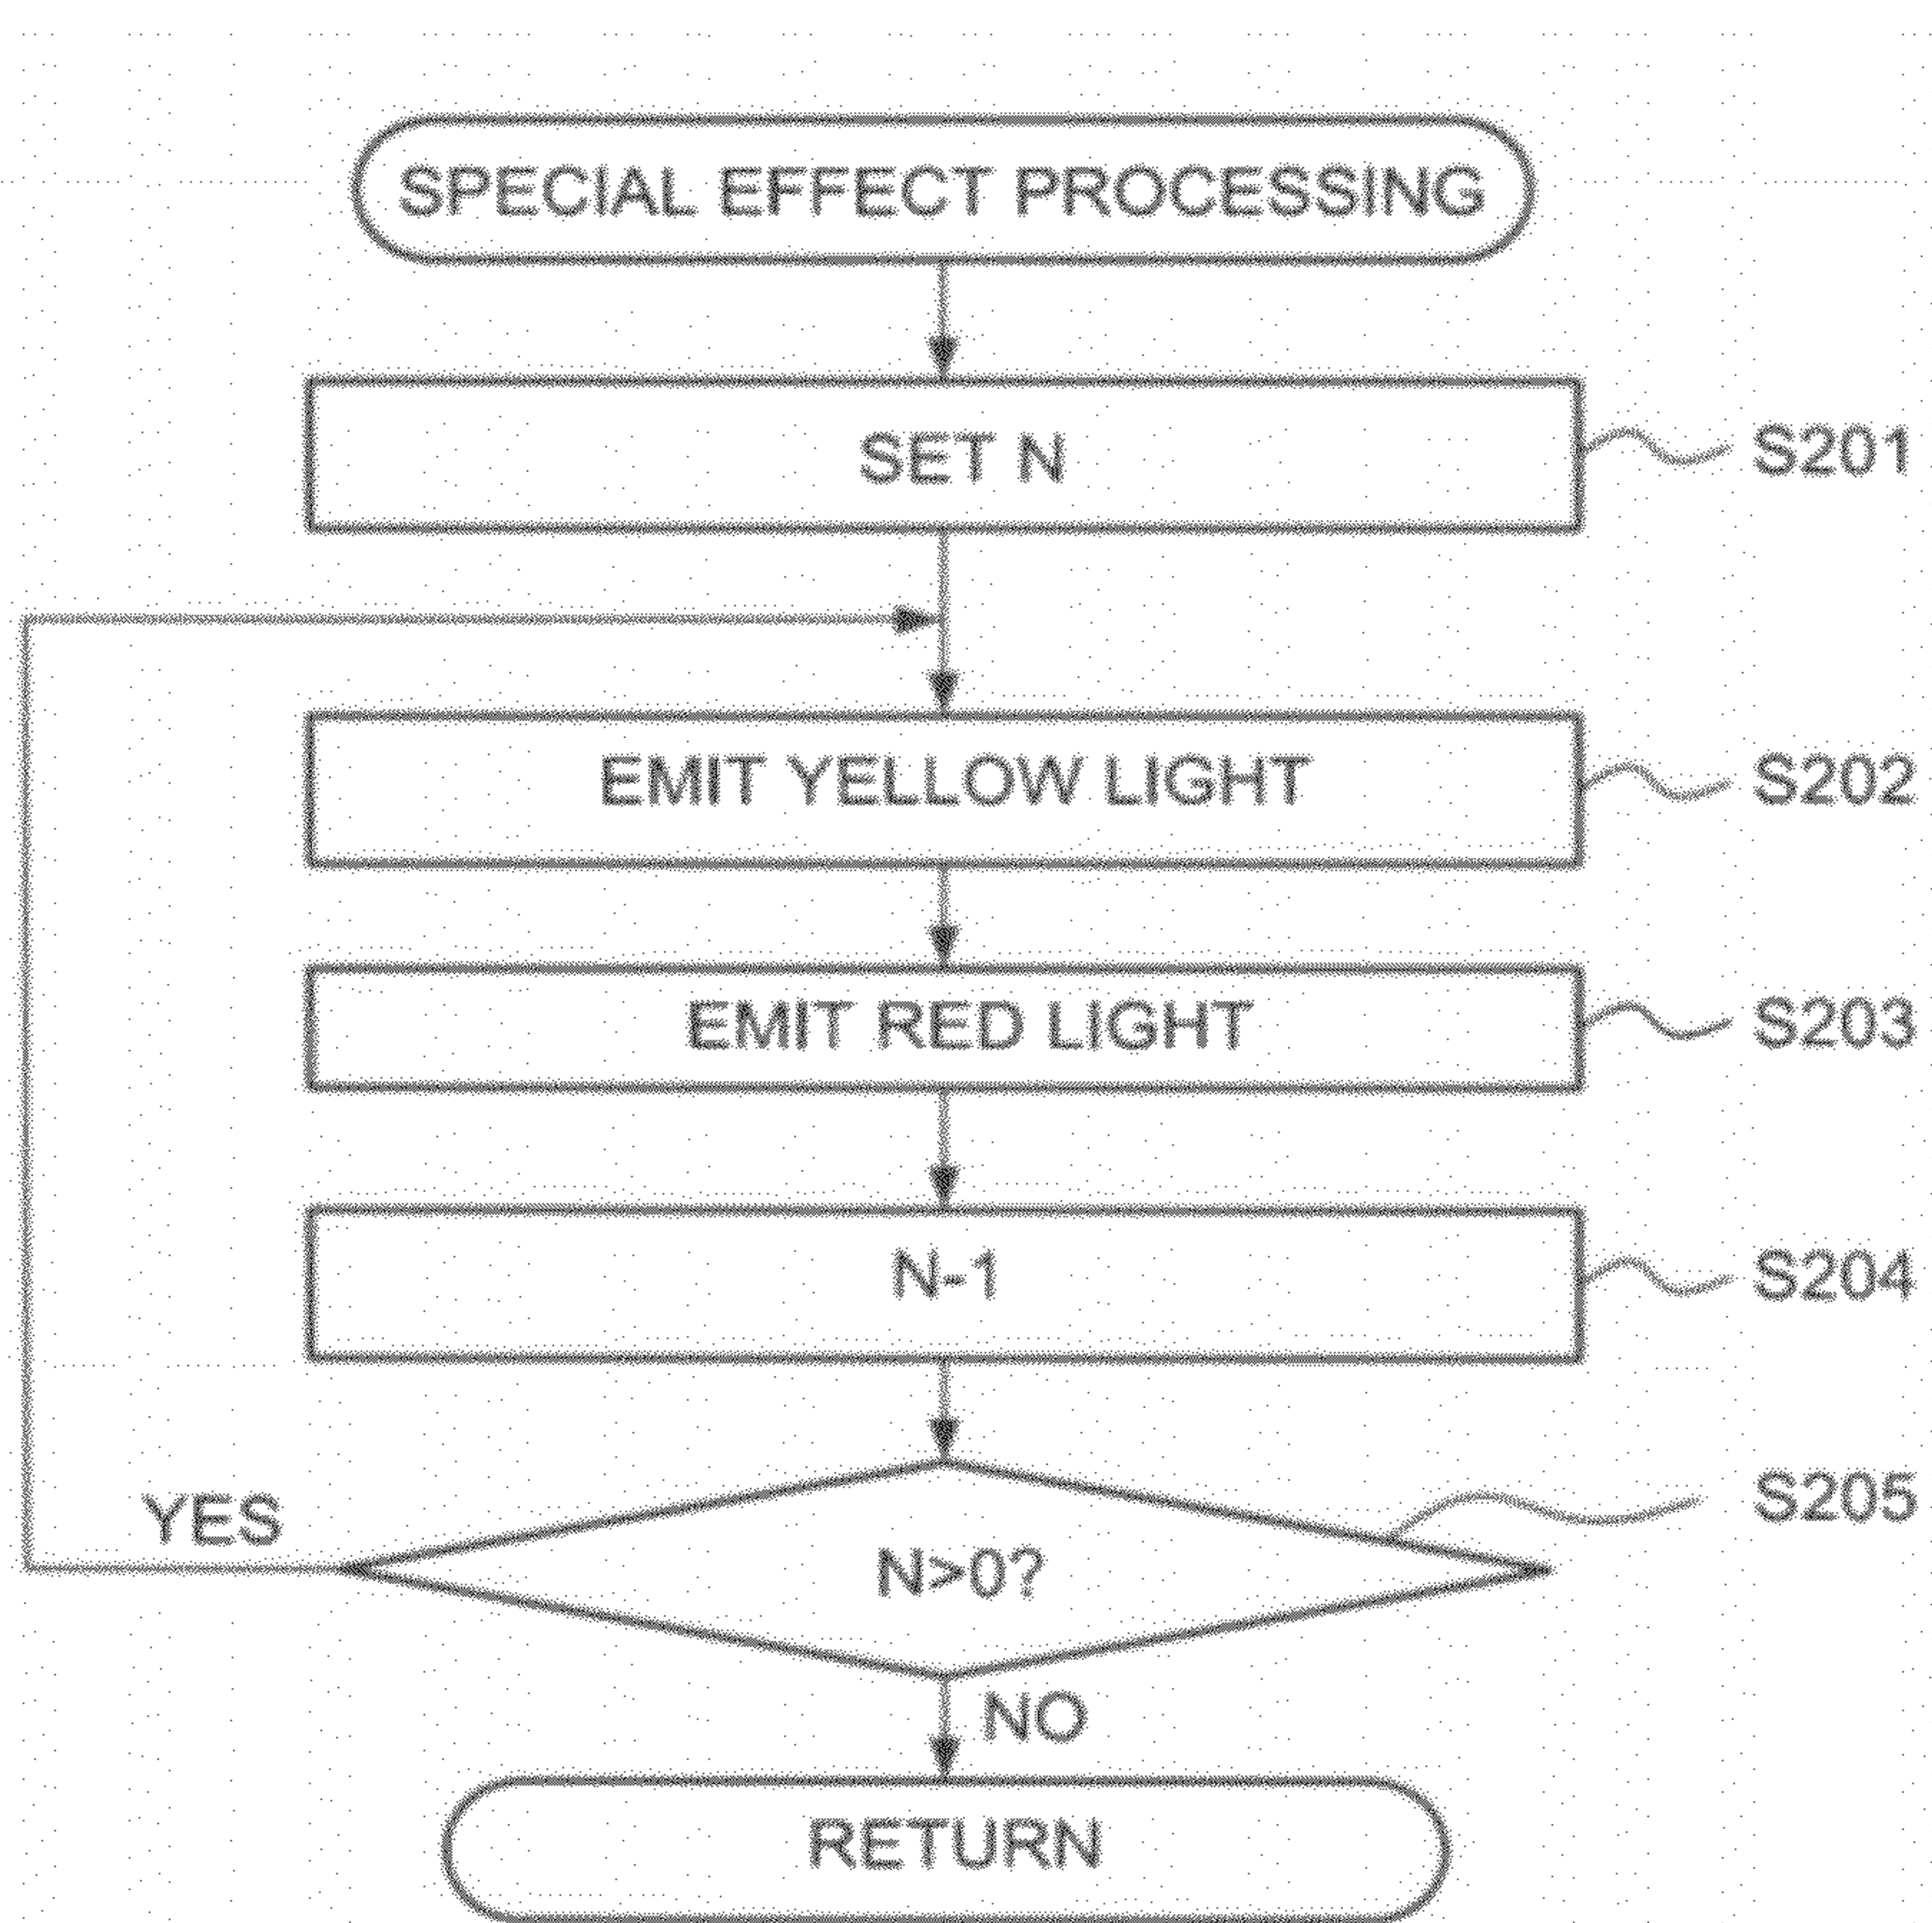 SPECIAL EFFECT PROCESSING
SET N
S201
EMIT YELLOW LIGHT
S202
EMIT RED LIGHT
S203
N-1
S204
S205
YES
N>0?
NO
RETURN